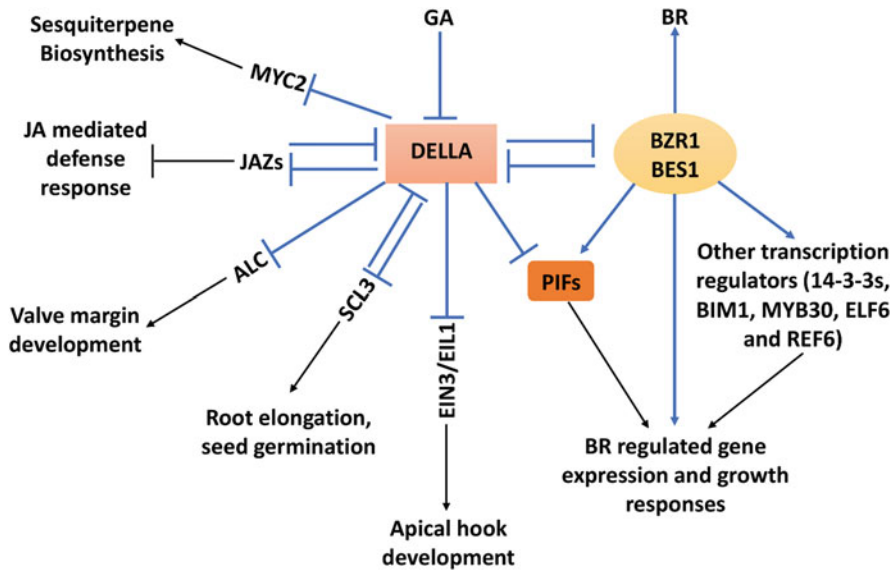 Sesquiterpene
Biosynthesis
GA
BR
MYC2
JA mediated
defense
response
JAZs
DELLA
BZR1
BES1
ALC
SCL3
EIN3/EIL1
PIFs
Other transcription
regulators (14-3-3s,
BIM1, MYB30, ELF6
and REF6)
Valve margin
development
Root elongation,
seed germination
BR regulated gene
expression and growth
responses
Apical hook
development